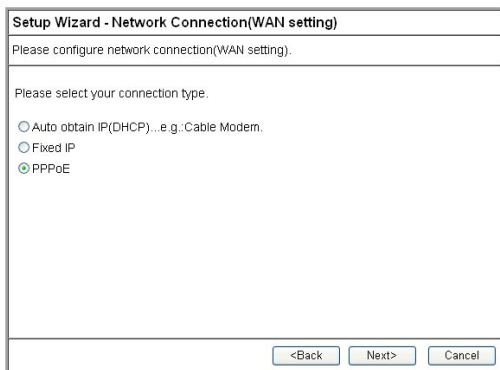 Setup Wizard - Network Connection(WAN setting)
Please configure network connection(WAN setting).
Please select your connection type.
Auto obtain IP(DHCP)...e.g.:Cable Modem.
Fixed IP
PPPoE
<Back Next> Cancel